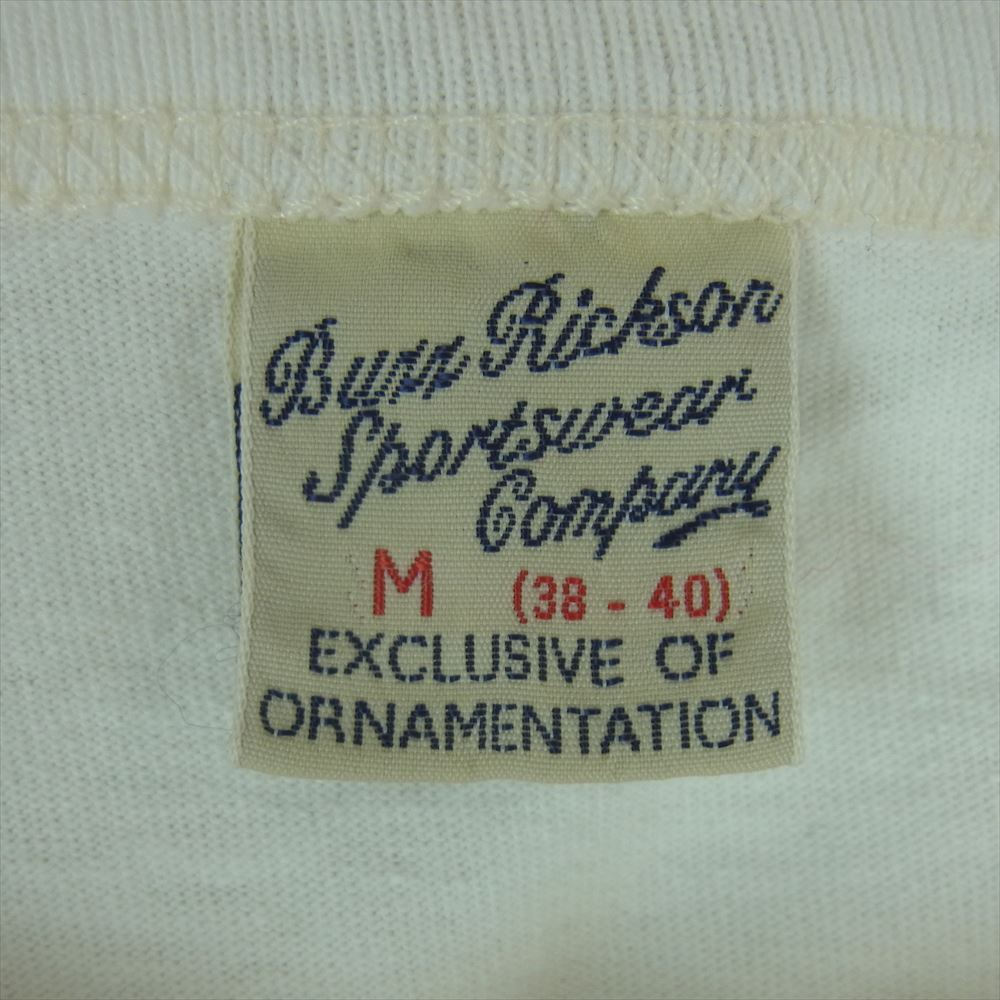 Buzz Rickson
Sportswear
Company
M (38 - 40)
EXCLUSIVE OF
ORNAMENTATION